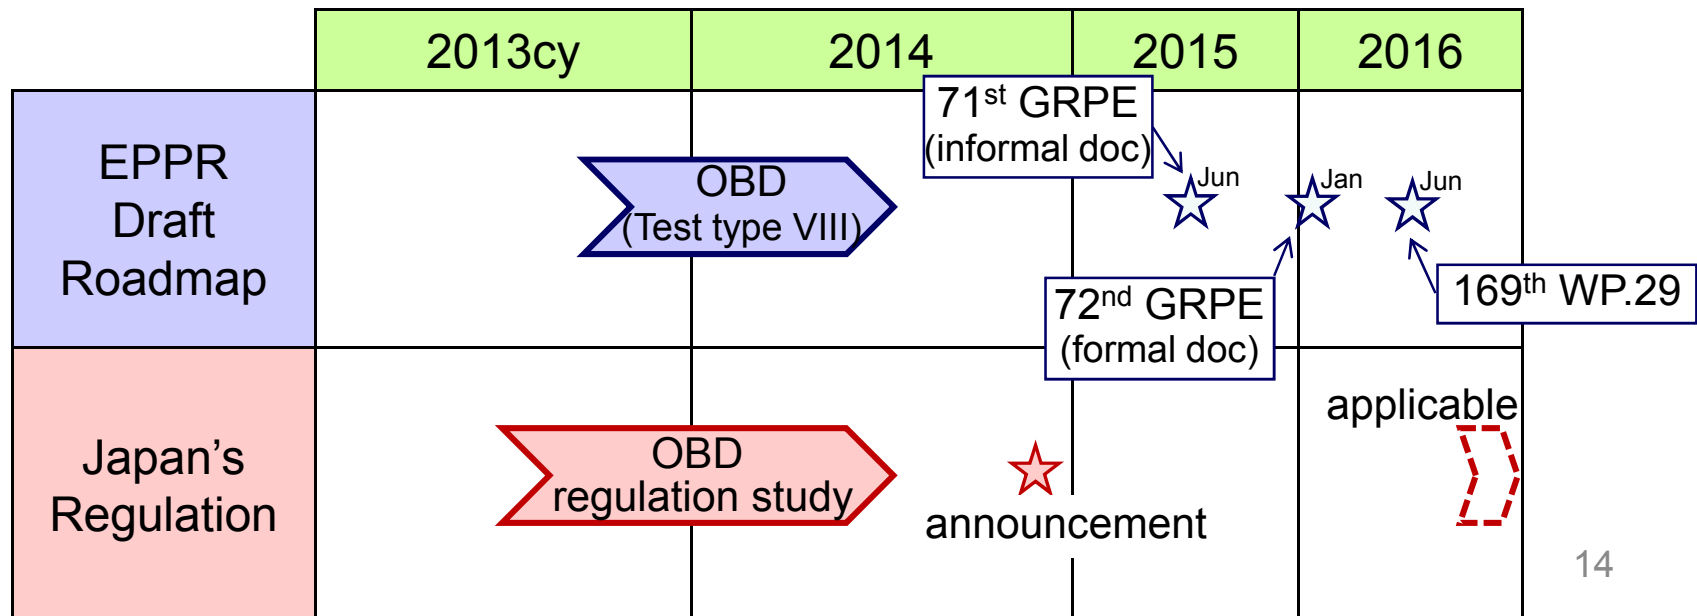 2013cy
2014
2015
2016
EPPR
Draft
Roadmap
OBD
(Test type VIII)
71st GRPE
(informal doc)
Jun
Jan
Jun
72nd GRPE
(formal doc)
169th WP.29
Japan’s
Regulation
OBD
regulation study
announcement
applicable
14